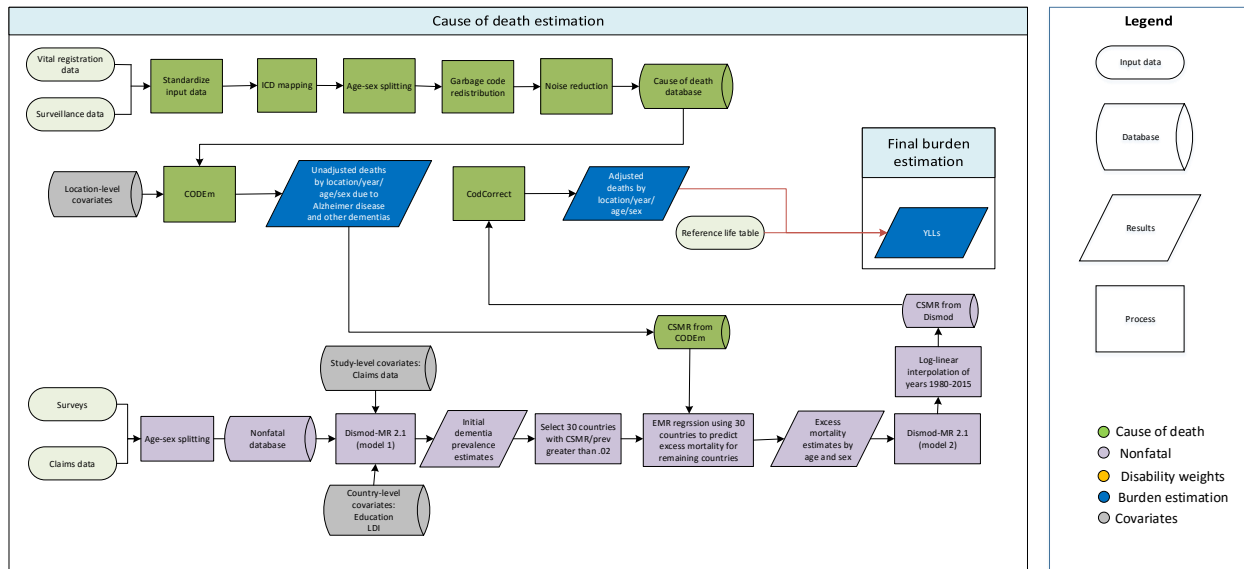 Cause of death estimation
Vital registration
data
Surveillance data
Standardize
input data
ICD mapping
Age-sex splitting
Garbage code
redistribution
Noise reduction
Cause of death
database
Location-level
covariates
CODEm
Unadjusted deaths
by location/year/
age/sex due to
Alzheimer disease
and other dementias
CodCorrect
Adjusted deaths by
location/year/
age/sex
Reference life table
Final burden
estimation
YLLs
CSMR from
CODEm
CSMR from
Dismod
Log-linear
interpolation of
years 1980-2015
Study-level covariates:
Claims data
Surveys
Claims data
Age-sex splitting
Nonfatal
database
Dismod-MR 2.1
(model 1)
Initial
dementia
prevalence
estimates
Select 30 countries
with CSMR/prev
greater than .02
EMR regrssion using 30
countries to predict
excess mortality for
remaining countries
Excess
mortality
estimates by
age and sex
Dismod-MR 2.1
(model 2)
Country-level
covariates:
Education
LDI
Legend
Input data
Database
Results
Process
Cause of death
Nonfatal
Disability weights
Burden estimation
Covariates